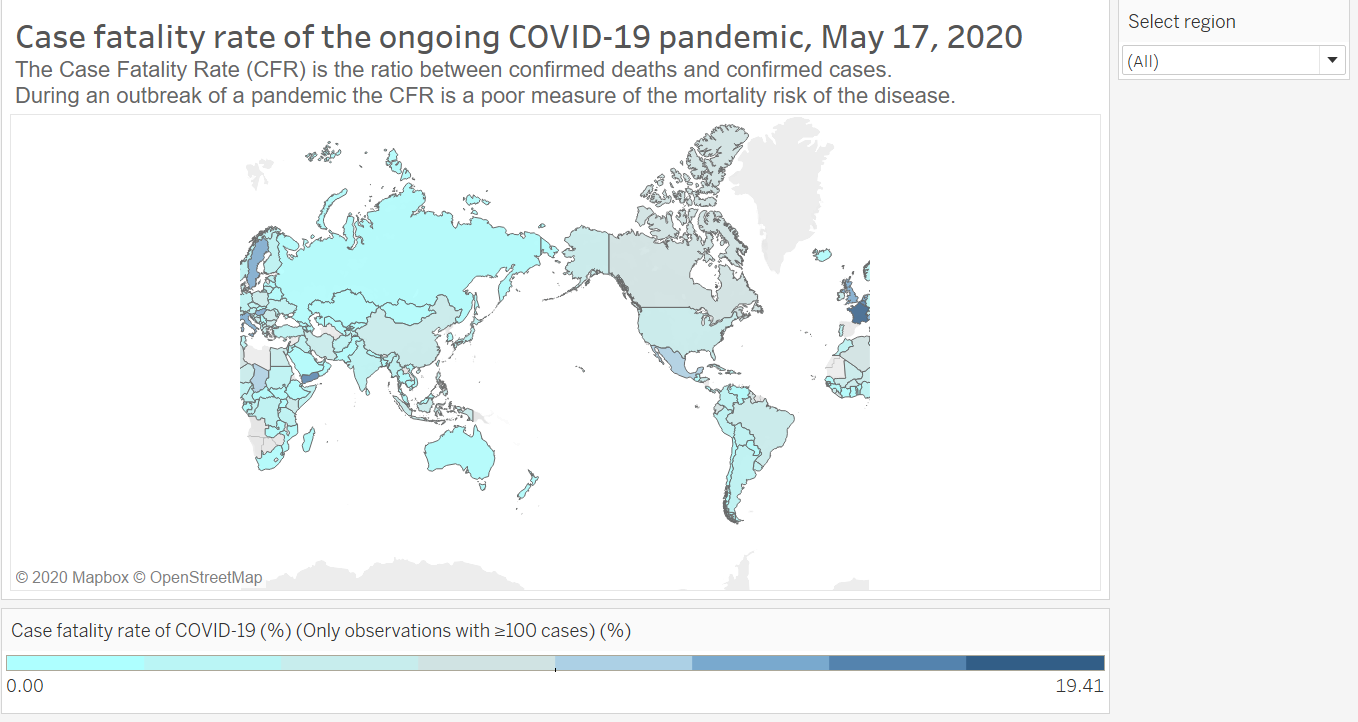 Case fatality rate of the ongoing COVID-19 pandemic, May 17, 2020
The Case Fatality Rate (CFR) is the ratio between confirmed deaths and confirmed cases.
During an outbreak of a pandemic the CFR is a poor measure of the mortality risk of the disease.
Select region
(All)
© 2020 Mapbox © OpenStreetMap
Case fatality rate of COVID-19 (%) (Only observations with ≥100 cases) (%)
0.00
19.41